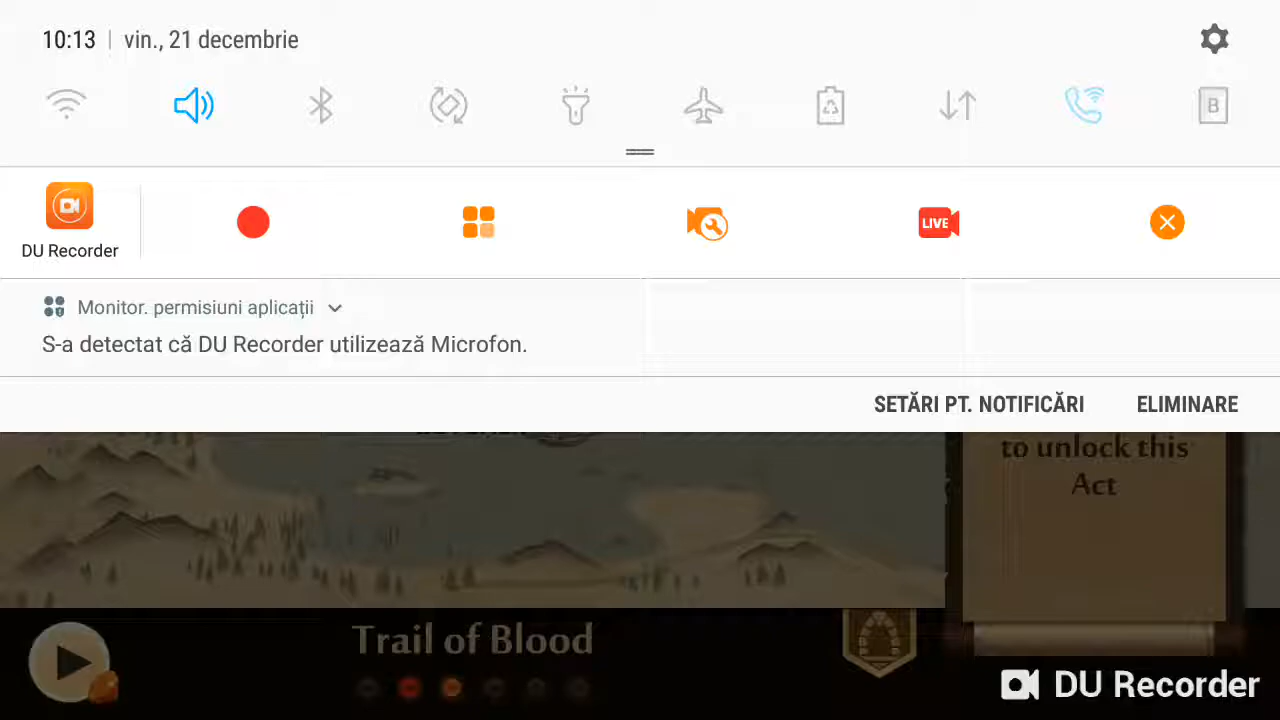 10:13 | vin., 21 decembrie
B
DU Recorder
LIVE
Monitor. permisiuni aplicații
S-a detectat că DU Recorder utilizează Microfon.
SETĂRI PT. NOTIFICĂRI ELIMINARE
to unlock this
Act
Trail of Blood
DU Recorder